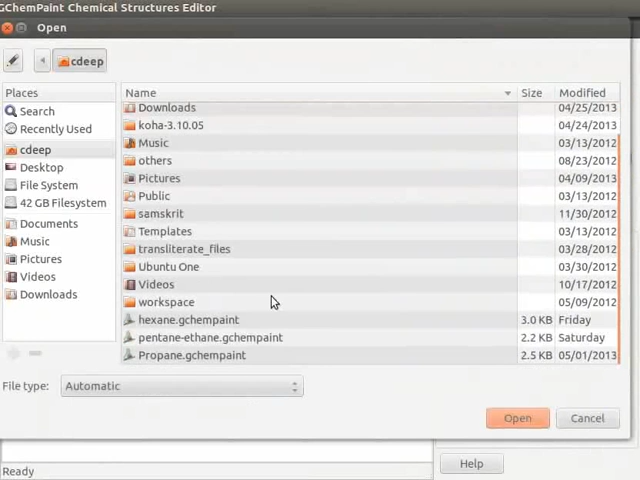 GChemPaint Chemical Structures Editor
Open
cdeep
Places
Name Size Modified
Search
Recently Used
cdeep
Desktop
File System
42 GB Filesystem
Documents
Music
Pictures
Videos
Downloads
Downloads 04/25/2013
koha-3.10.05 04/24/2013
Music 03/13/2012
others 08/23/2012
Pictures 04/09/2013
Public 03/13/2012
samskrit 11/30/2012
Templates 03/13/2012
transliterate_files 03/28/2012
Ubuntu One 03/30/2012
Videos 10/17/2012
workspace 05/09/2012
hexane.gchempaint 3.0 KB Friday
pentane-ethane.gchempaint 2.2 KB Saturday
Propane.gchempaint 2.5 KB 05/01/2013
File type: Automatic
Open Cancel
Help
Ready